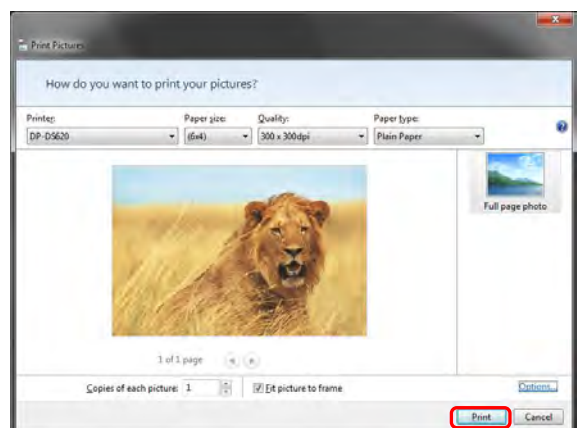 Print Pictures
How do you want to print your pictures?
Printer: Paper size: Quality: Paper type:
DP-DS620 (6x4) 300 x 300dpi Plain Paper
Full page photo
1 of 1 page
Copies of each picture: 1 Fit picture to frame Options...
Print Cancel